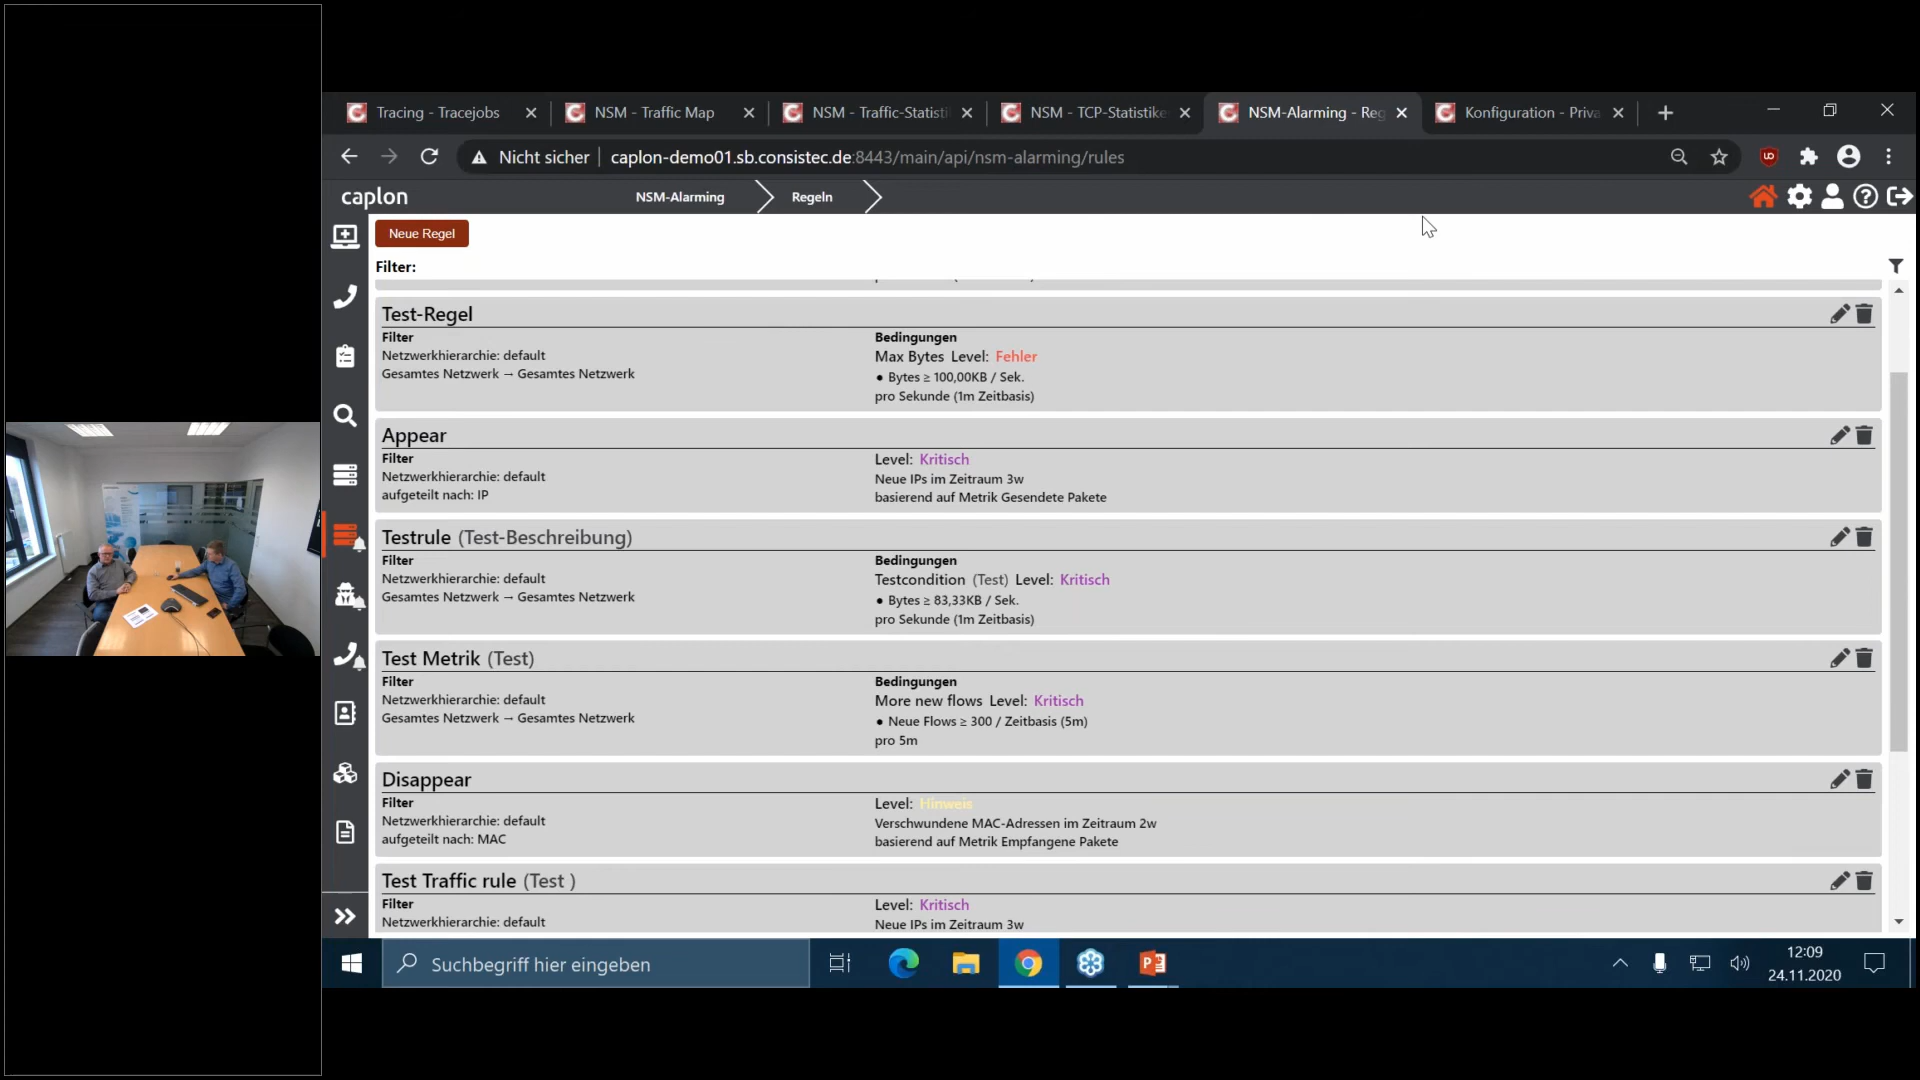 Tracing - Tracejobs
NSM - Traffic Map
NSM - Traffic-Statisti
NSM - TCP-Statistike
NSM-Alarming - Reg
Konfiguration - Priva
Nicht sicher
caplon-demo01.sb.consistec.de:8443/main/api/nsm-alarming/rules
caplon
NSM-Alarming
Regeln
Neue Regel
Filter:
Test-Regel
Filter
Netzwerkhierarchie: default
Gesamtes Netzwerk → Gesamtes Netzwerk
Bedingungen
Max Bytes Level: Fehler
• Bytes ≥ 100,00KB / Sek.
pro Sekunde (1m Zeitbasis)
Appear
Filter
Netzwerkhierarchie: default
aufgeteilt nach: IP
Level: Kritisch
Neue IPs im Zeitraum 3w
basierend auf Metrik Gesendete Pakete
Testrule (Test-Beschreibung)
Filter
Netzwerkhierarchie: default
Gesamtes Netzwerk → Gesamtes Netzwerk
Bedingungen
Testcondition (Test) Level: Kritisch
• Bytes ≥ 83,33KB / Sek.
pro Sekunde (1m Zeitbasis)
Test Metrik (Test)
Filter
Netzwerkhierarchie: default
Gesamtes Netzwerk → Gesamtes Netzwerk
Bedingungen
More new flows Level: Kritisch
• Neue Flows ≥ 300 / Zeitbasis (5m)
pro 5m
Disappear
Filter
Netzwerkhierarchie: default
aufgeteilt nach: MAC
Level: Hinweis
Verschwundene MAC-Adressen im Zeitraum 2w
basierend auf Metrik Empfangene Pakete
Test Traffic rule (Test )
Filter
Netzwerkhierarchie: default
Level: Kritisch
Neue IPs im Zeitraum 3w
Suchbegriff hier eingeben
12:09
24.11.2020